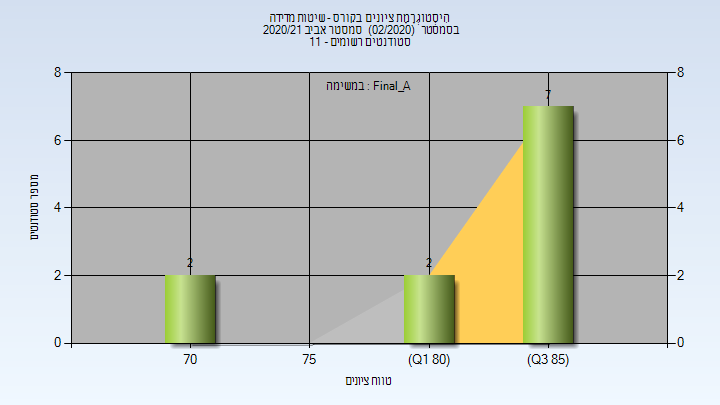 הִיסְטוֹגְרַמַּת ציונים בקורס - שיטות מדידה
בסמסטר (02/2020) סמסטר אביב 2020/21
סטודנטים רשומים - 11
במשימה : Final_A
מספר סטודנטים
8
6
4
2
0
8
6
4
2
0
2
2
7
70
75
(Q1 80)
(Q3 85)
טווח ציונים